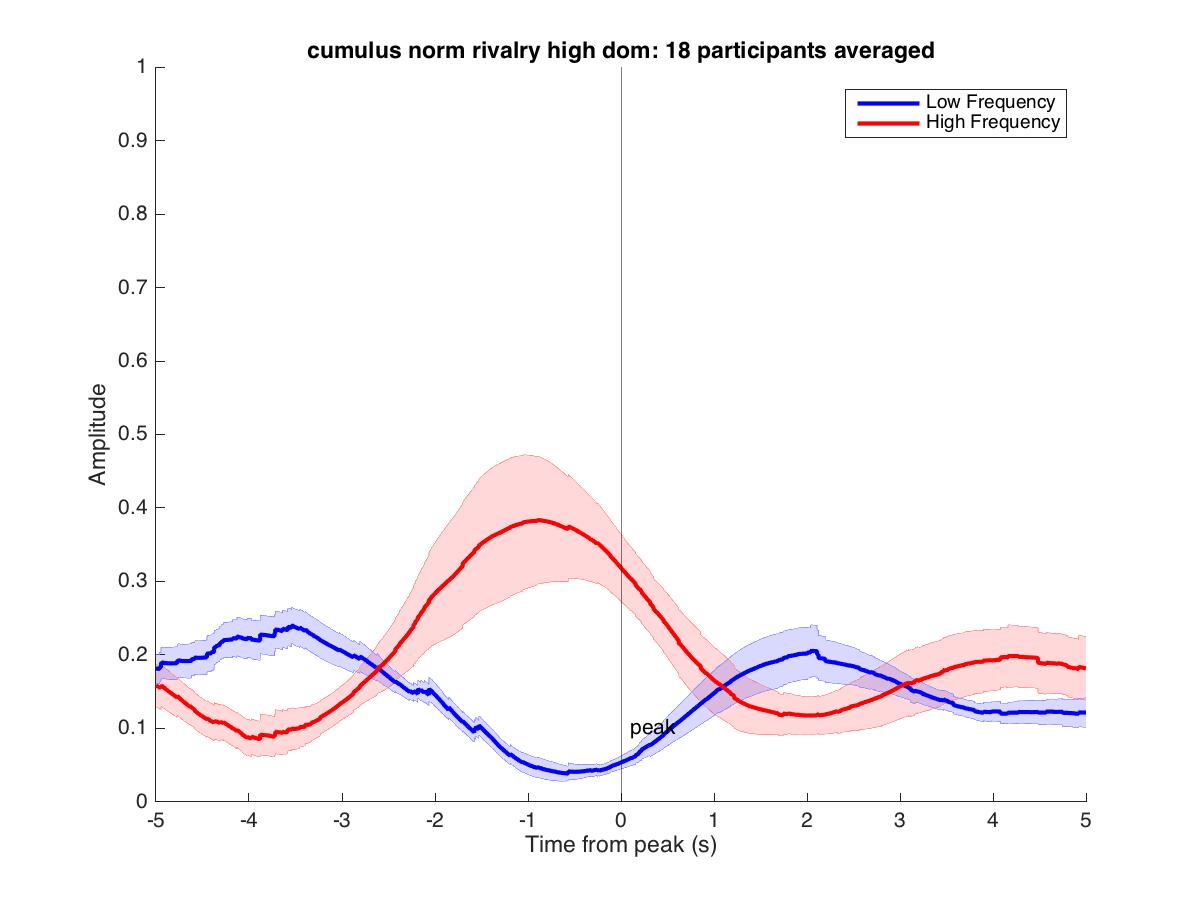 cumulus norm rivalry high dom: 18 participants averaged
Low Frequency
High Frequency
1
0.9
0.8
0.7
0.6
0.5
0.4
0.3
0.2
0.1
0
Amplitude
peak
-5 -4 -3 -2 -1 0 1 2 3 4 5
Time from peak (s)